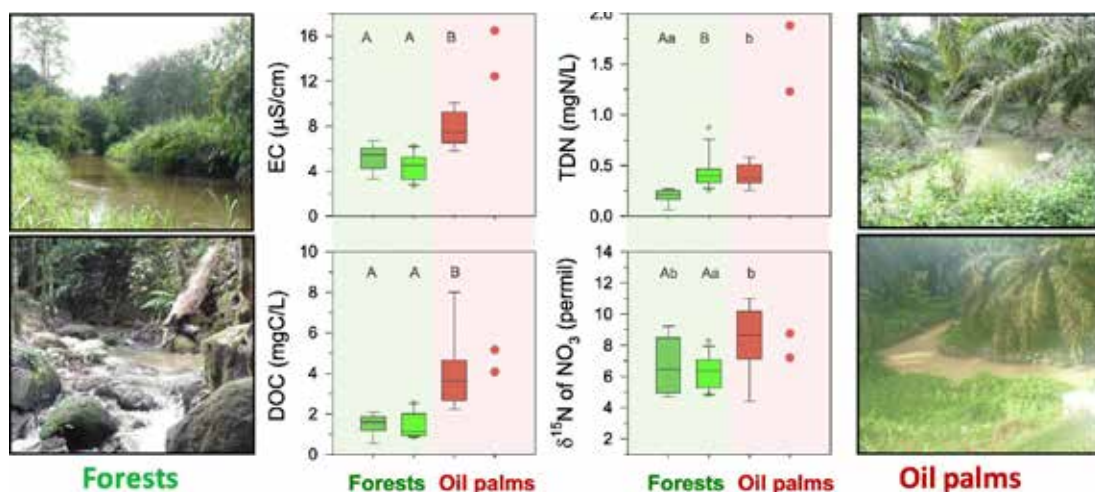 EC (μS/cm)
16
12
8
4
0
A A B
TDN (mgN/L)
2.0
1.5
1.0
0.5
0.0
Aa B b
DOC (mgC/L)
10
8
6
4
2
0
A A B
δ¹⁵N of NO₃ (permil)
14
12
10
8
6
4
2
Ab Aa b
Forests
Forests Oil palms
Forests Oil palms
Oil palms